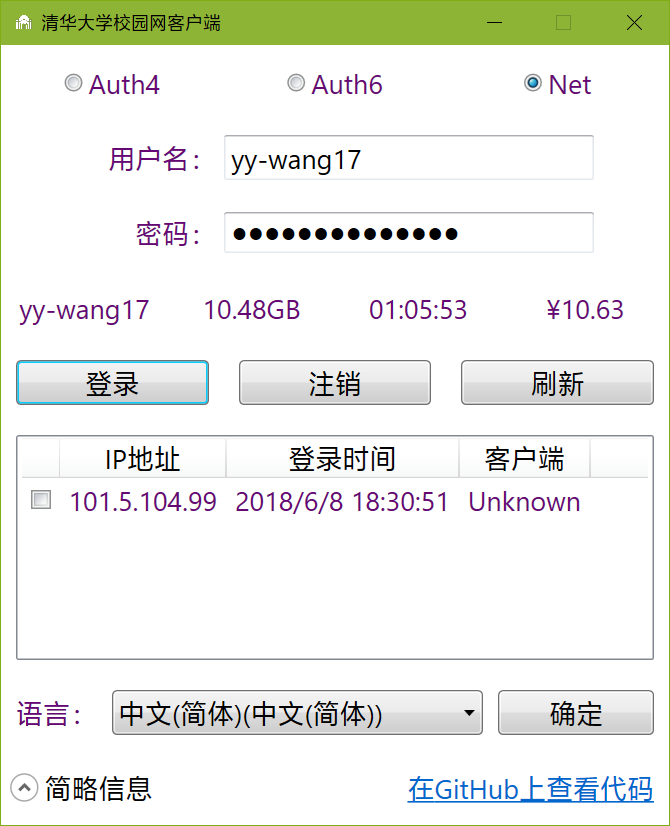 清华大学校园网客户端
Auth4 Auth6 Net
用户名： yy-wang17
密码： ●●●●●●●●●●●●●●
yy-wang17 10.48GB 01:05:53 ¥10.63
登录 注销 刷新
IP地址 登录时间 客户端
101.5.104.99 2018/6/8 18:30:51 Unknown
语言： 中文(简体)(中文(简体)) 确定
简略信息 在GitHub上查看代码